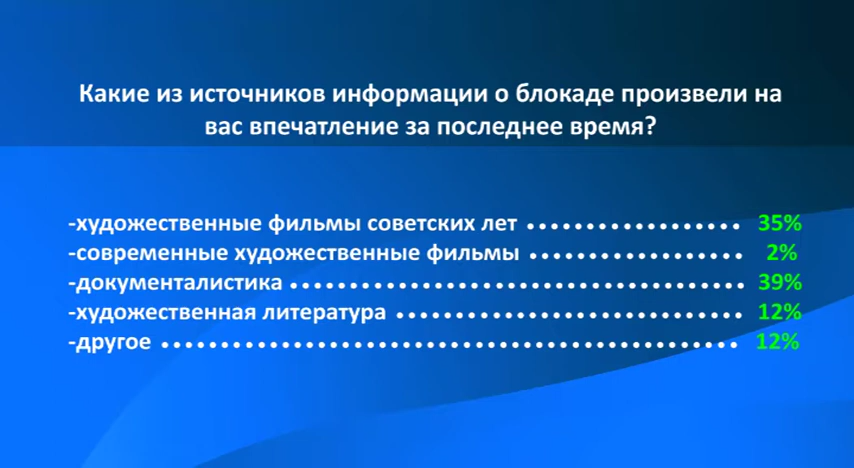 Какие из источников информации о блокаде произвели на
вас впечатление за последнее время?
-художественные фильмы советских лет .................. 35%
-современные художественные фильмы .................. 2%
-документалистика ...................................... 39%
-художественная литература ............................. 12%
-другое ................................................ 12%